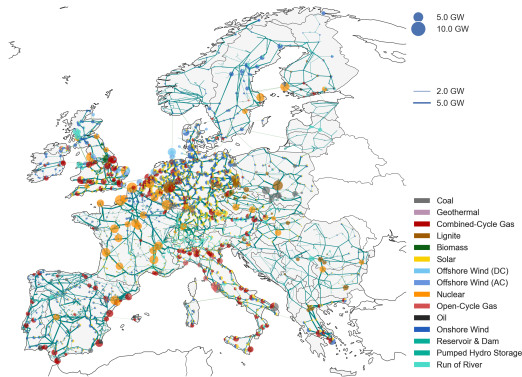 5.0 GW
10.0 GW
2.0 GW
5.0 GW
Coal
Geothermal
Combined-Cycle Gas
Lignite
Biomass
Solar
Offshore Wind (DC)
Offshore Wind (AC)
Nuclear
Open-Cycle Gas
Oil
Onshore Wind
Reservoir & Dam
Pumped Hydro Storage
Run of River